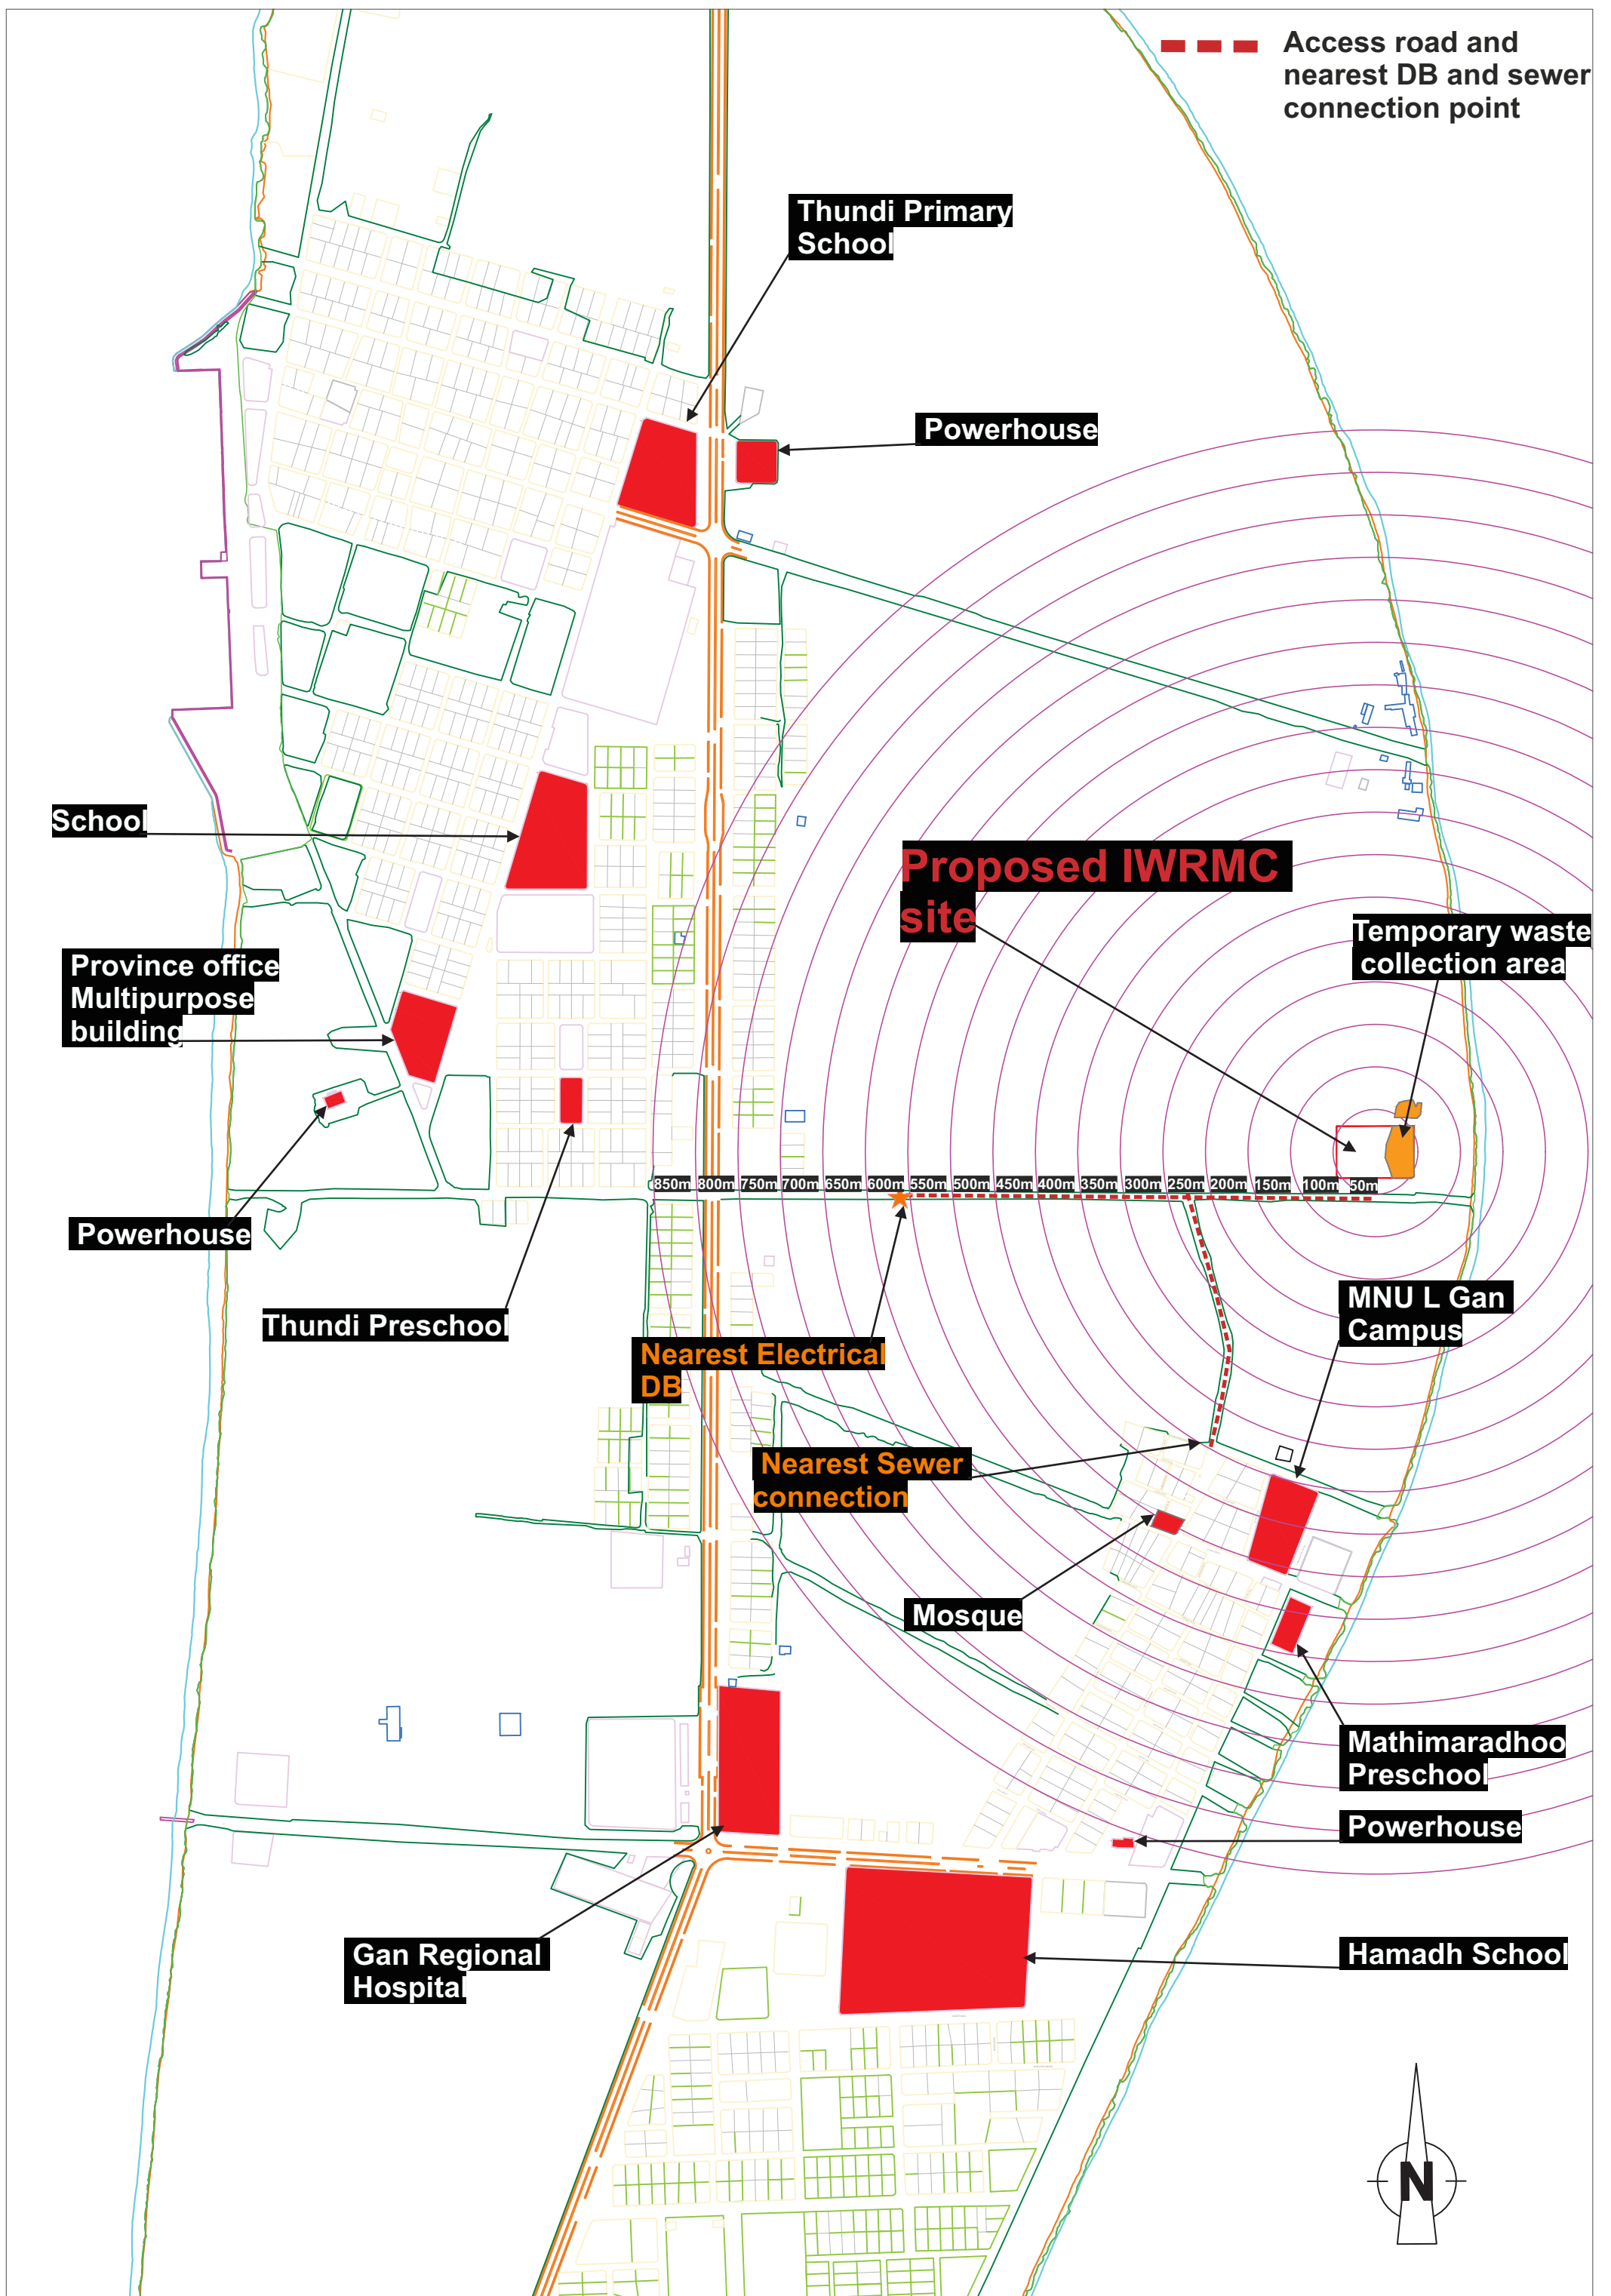 Access road and
nearest DB and sewer
connection point
Thundi Primary
School
Powerhouse
School
Proposed IWRMC
site
Temporary waste
collection area
Province office
Multipurpose
building
850m 800m 750m 700m 650m 600m 550m 500m 450m 400m 350m 300m 250m 200m 150m 100m 50m
Powerhouse
MNU L Gan
Campus
Thundi Preschool
Nearest Electrical
DB
Nearest Sewer
connection
Mosque
Mathimaradhoo
Preschool
Powerhouse
Gan Regional
Hospital
Hamadh School
N